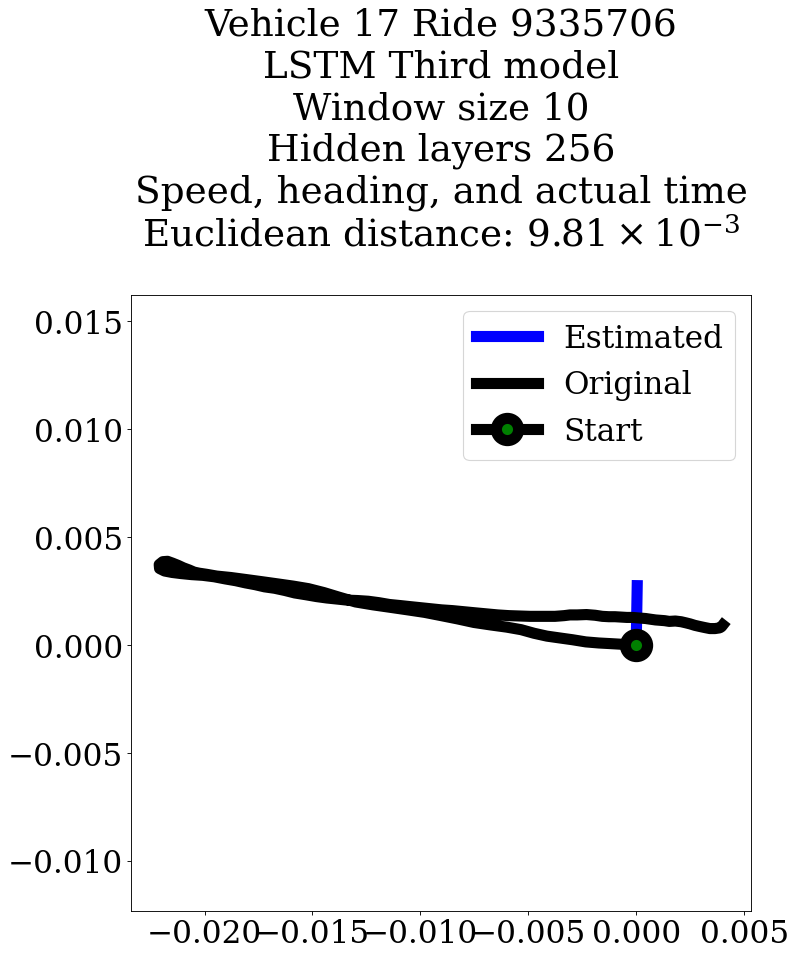 Vehicle 17 Ride 9335706
LSTM Third model
Window size 10
Hidden layers 256
Speed, heading, and actual time
Euclidean distance: 9.81 × 10⁻³
Estimated
Original
Start
0.015
0.010
0.005
0.000
−0.005
−0.010
−0.020 −0.015 −0.010 −0.005 0.000 0.005